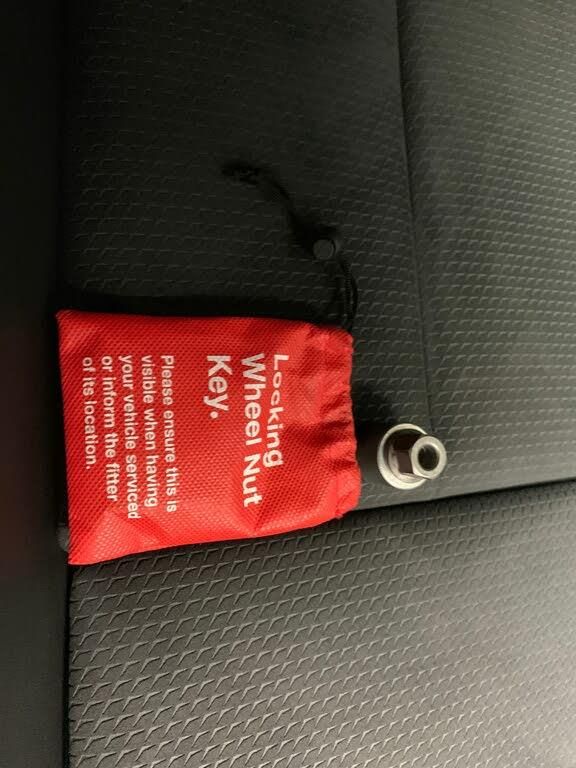 Locking
Wheel Nut
Key.
Please ensure this is
visible when having
your vehicle serviced
or inform the fitter
of its location.